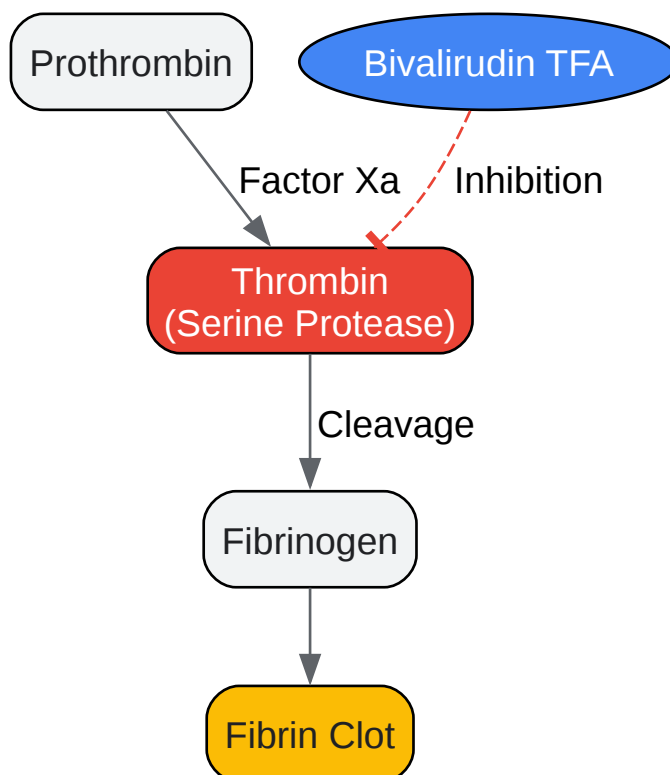 Prothrombin
Bivalirudin TFA
Factor Xa
Inhibition
Thrombin
(Serine Protease)
Cleavage
Fibrinogen
Fibrin Clot